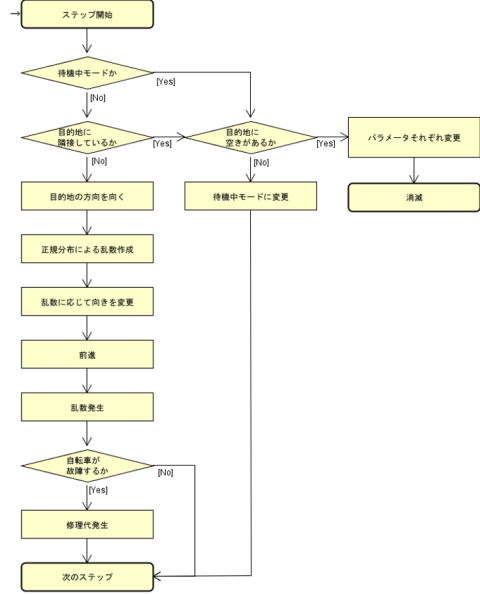 ステップ開始
待機中モードか
[Yes]
[No]
目的地に
隣接しているか
[Yes]
[No]
目的地に
空きがあるか
[Yes]
[No]
パラメータそれぞれ変更
目的地の方向を向く
待機中モードに変更
消滅
正規分布による乱数作成
乱数に応じて向きを変更
前進
乱数発生
自転車が
故障するか
[No]
[Yes]
修理代発生
次のステップ